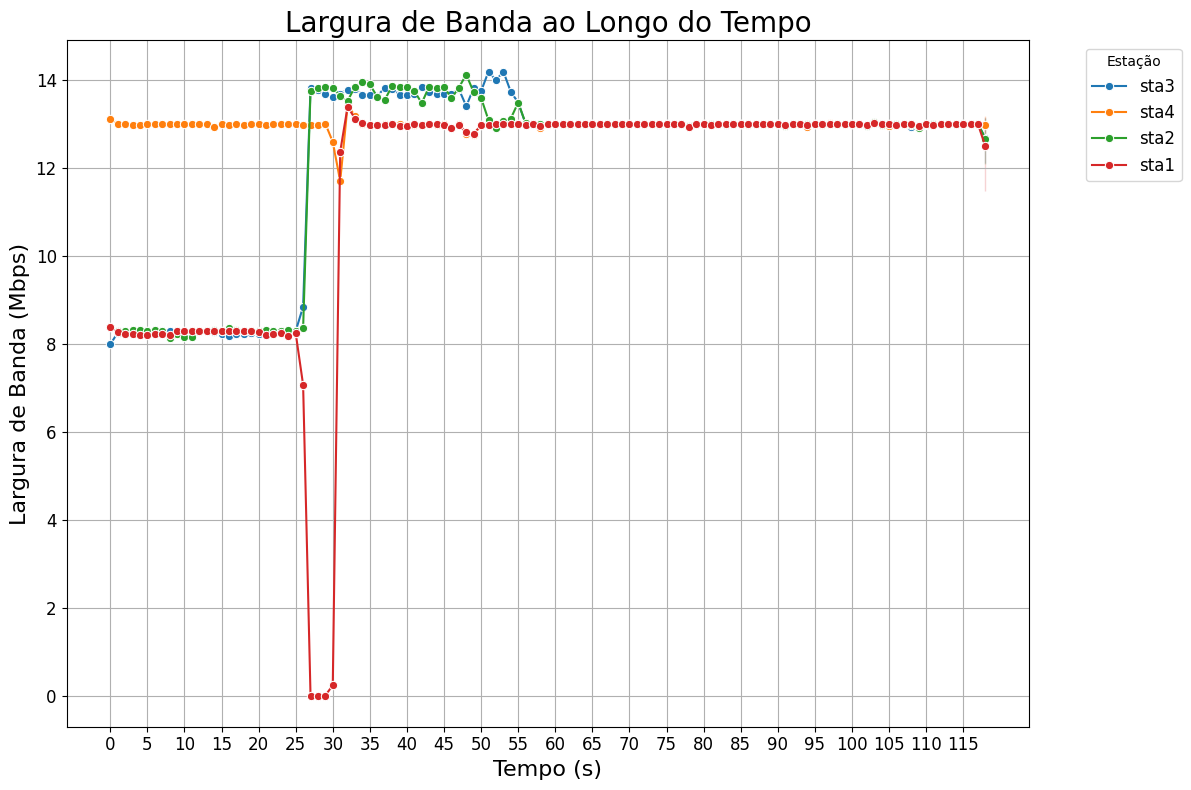 Largura de Banda ao Longo do Tempo
Largura de Banda (Mbps)
14
12
10
8
6
4
2
0
0 5 10 15 20 25 30 35 40 45 50 55 60 65 70 75 80 85 90 95 100 105 110 115
Tempo (s)
Estação
sta3
sta4
sta2
sta1